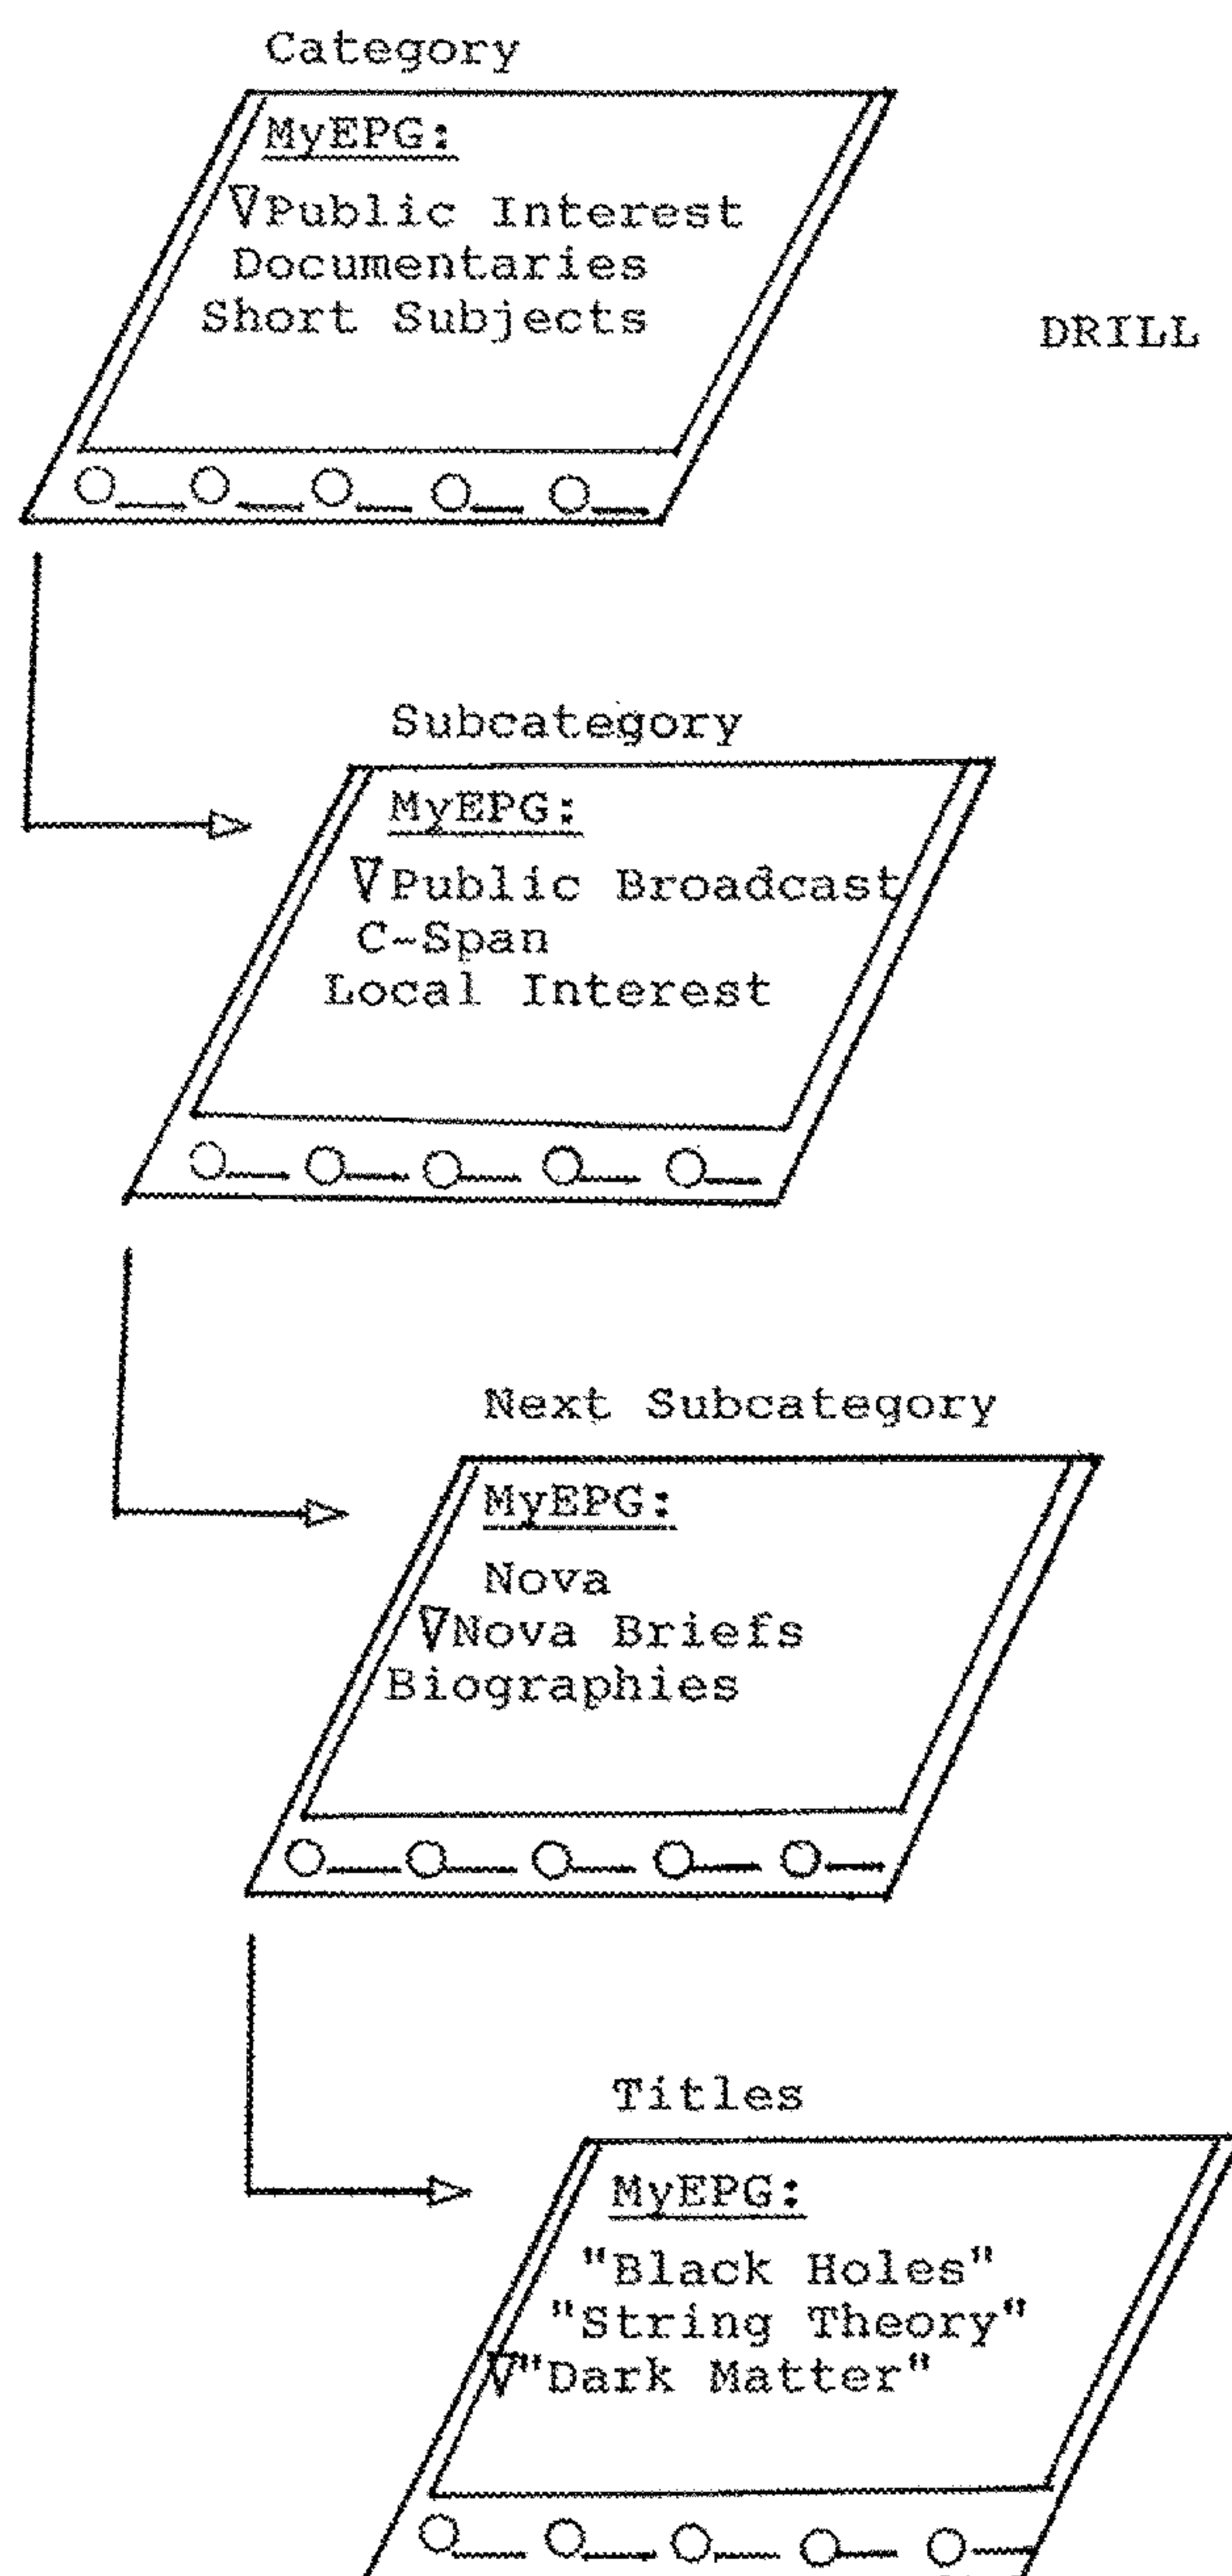 Category
MyEPG:
∇Public Interest
Documentaries
Short Subjects
DRILL
Subcategory
MyEPG:
∇Public Broadcast
C-Span
Local Interest
Next Subcategory
MyEPG:
Nova
∇Nova Briefs
Biographies
Titles
MyEPG:
"Black Holes"
"String Theory"
∇"Dark Matter"